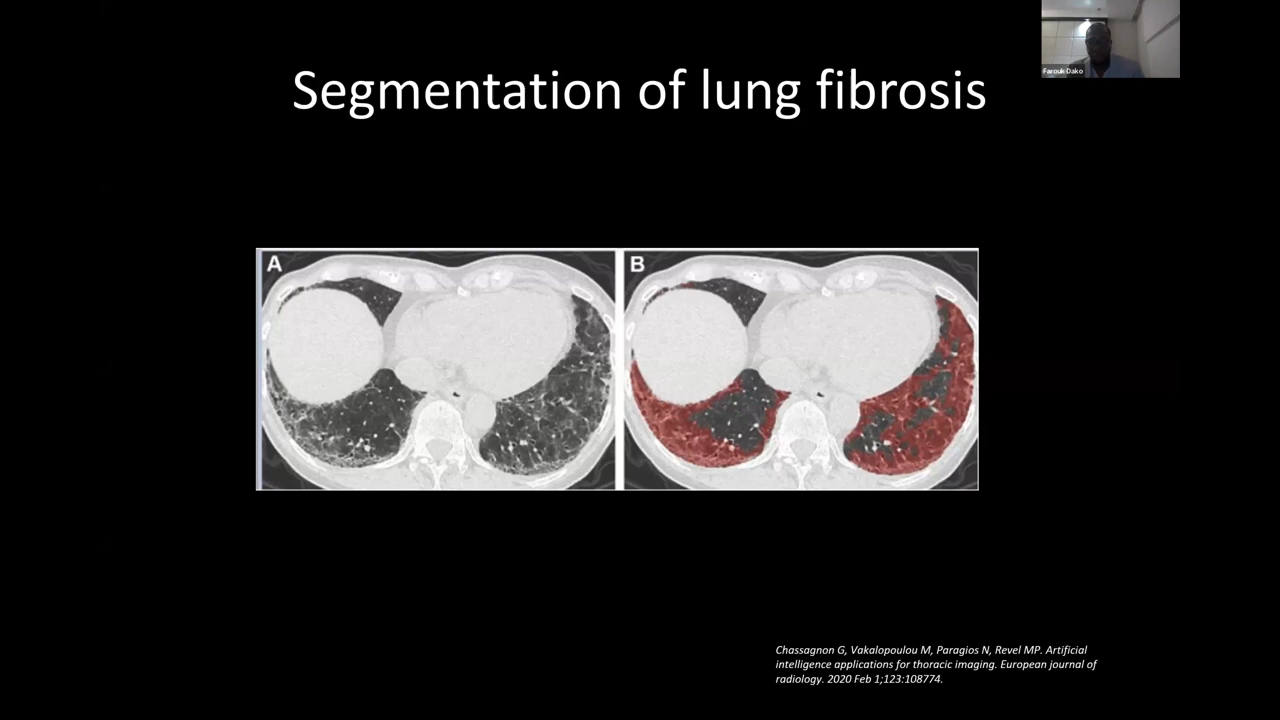 Farouk Dako
Segmentation of lung fibrosis
A
B
Chassagnon G, Vakalopoulou M, Paragios N, Revel MP. Artificial
intelligence applications for thoracic imaging. European journal of
radiology. 2020 Feb 1;123:108774.